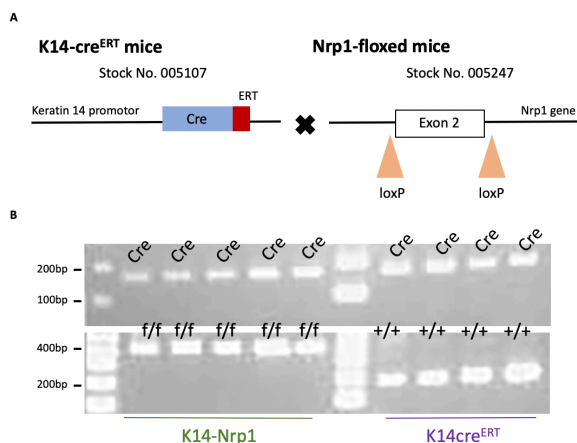 A
K14-creERT mice
Nrp1-floxed mice
Stock No. 005107
Stock No. 005247
ERT
Keratin 14 promotor
Cre
Exon 2
Nrp1 gene
loxP
loxP
B
Cre Cre Cre Cre Cre Cre Cre Cre Cre
200bp
100bp
f/f f/f f/f f/f f/f +/+ +/+ +/+ +/+
400bp
200bp
K14-Nrp1
K14creERT